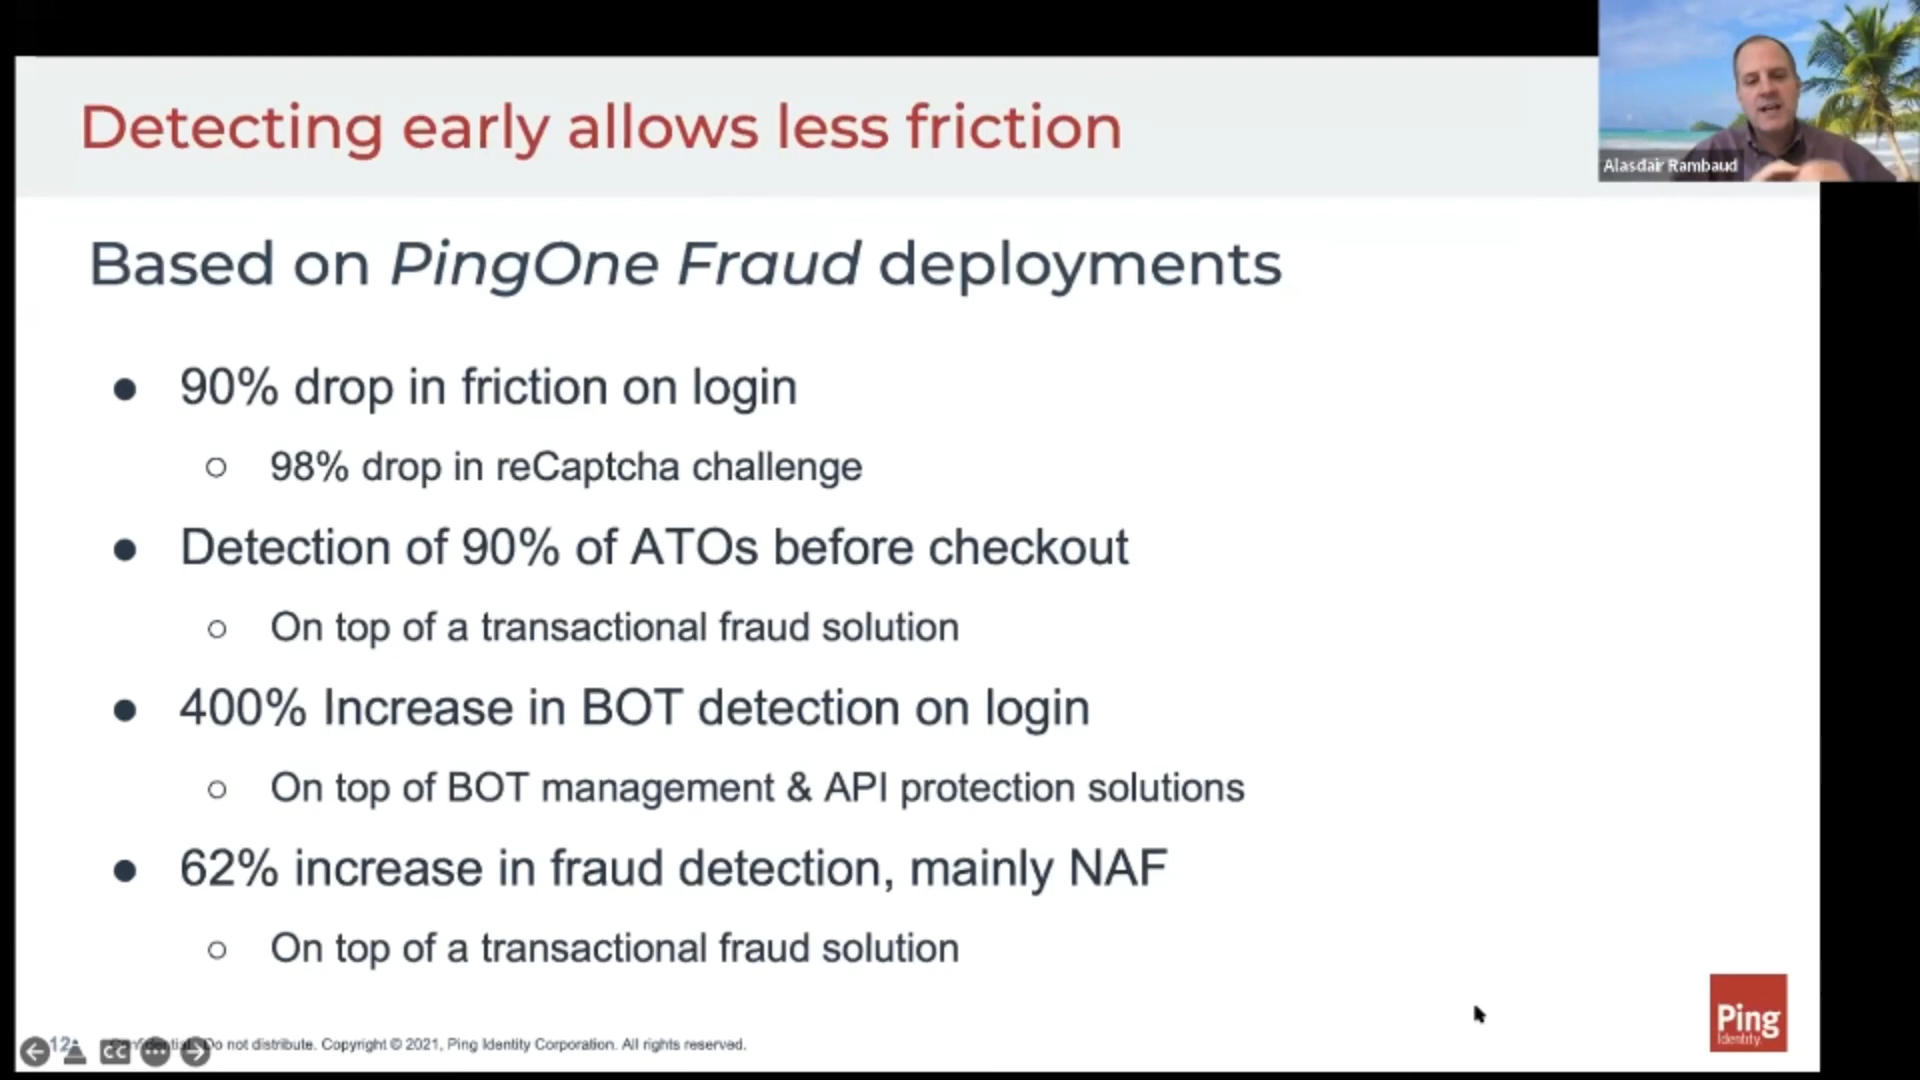 Detecting early allows less friction
Alasdair Rambaud
Based on PingOne Fraud deployments
● 90% drop in friction on login
○ 98% drop in reCaptcha challenge
● Detection of 90% of ATOs before checkout
○ On top of a transactional fraud solution
● 400% Increase in BOT detection on login
○ On top of BOT management & API protection solutions
● 62% increase in fraud detection, mainly NAF
○ On top of a transactional fraud solution
Ping
Identity
12 Confidential. Do not distribute. Copyright © 2021, Ping Identity Corporation. All rights reserved.
CC